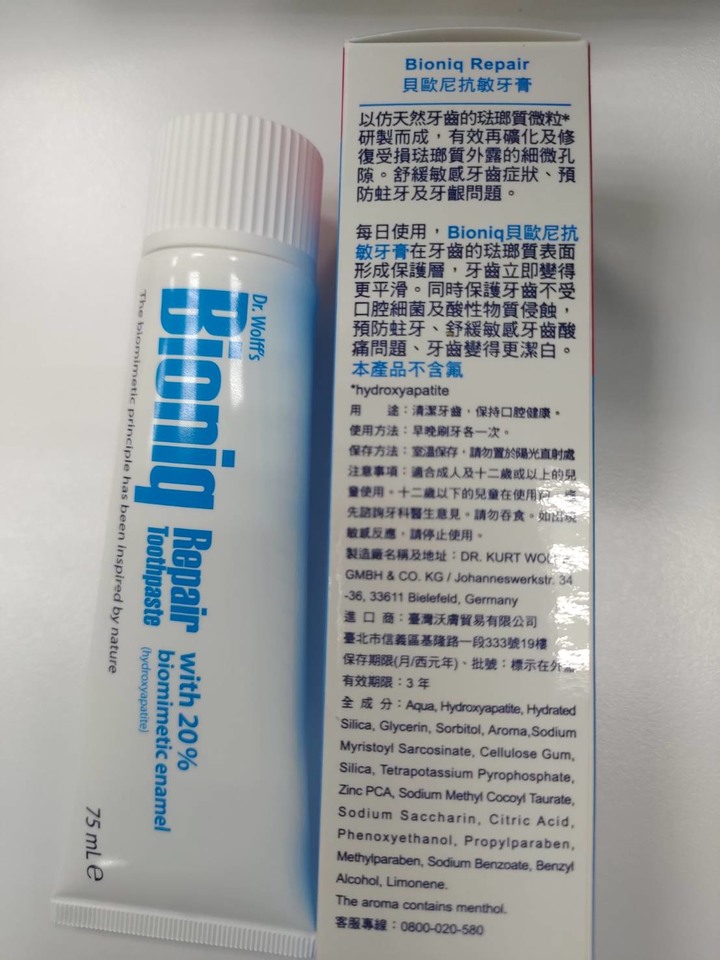 Dr. Wolff's
Bioniq
Repair
Toothpaste
with 20%
biomimetic enamel
(hydroxyapatite)
The biomimetic principle has been inspired by nature
75 mL e
Bioniq Repair
貝歐尼抗敏牙膏
以仿天然牙齒的琺瑯質微粒*
研製而成，有效再礦化及修
復受損琺瑯質外露的細微孔
隙。舒緩敏感牙齒症狀、預
防蛀牙及牙齦問題。
每日使用，Bioniq貝歐尼抗
敏牙膏在牙齒的琺瑯質表面
形成保護層，牙齒立即變得
更平滑。同時保護牙齒不受
口腔細菌及酸性物質侵蝕，
預防蛀牙、舒緩敏感牙齒酸
痛問題、牙齒變得更潔白。
本產品不含氟
*hydroxyapatite
用　　途：清潔牙齒，保持口腔健康。
使用方法：早晚刷牙各一次。
保存方法：室溫保存，請勿置於陽光直射處
注意事項：適合成人及十二歲或以上的兒
童使用。十二歲以下的兒童在使用前，應
先諮詢牙科醫生意見。請勿吞食。如出現
敏感反應，請停止使用。
製造廠名稱及地址：DR. KURT WOLFF
GMBH & CO. KG / Johanneswerkstr. 34
-36, 33611 Bielefeld, Germany
進 口 商：臺灣沃膚貿易有限公司
臺北市信義區基隆路一段333號19樓
保存期限(月/西元年)、批號：標示在外盒
有效期限：3 年
全 成 分：Aqua, Hydroxyapatite, Hydrated
Silica, Glycerin, Sorbitol, Aroma,Sodium
Myristoyl Sarcosinate, Cellulose Gum,
Silica, Tetrapotassium Pyrophosphate,
Zinc PCA, Sodium Methyl Cocoyl Taurate,
Sodium Saccharin, Citric Acid,
Phenoxyethanol, Propylparaben,
Methylparaben, Sodium Benzoate, Benzyl
Alcohol, Limonene.
The aroma contains menthol.
客服專線：0800-020-580